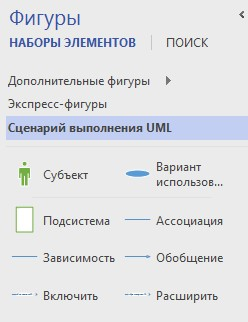 Фигуры
НАБОРЫ ЭЛЕМЕНТОВ ПОИСК
Дополнительные фигуры
Экспресс-фигуры
Сценарий выполнения UML
Субъект
Вариант
использов...
Подсистема
Ассоциация
Зависимость
Обобщение
Включить
Расширить